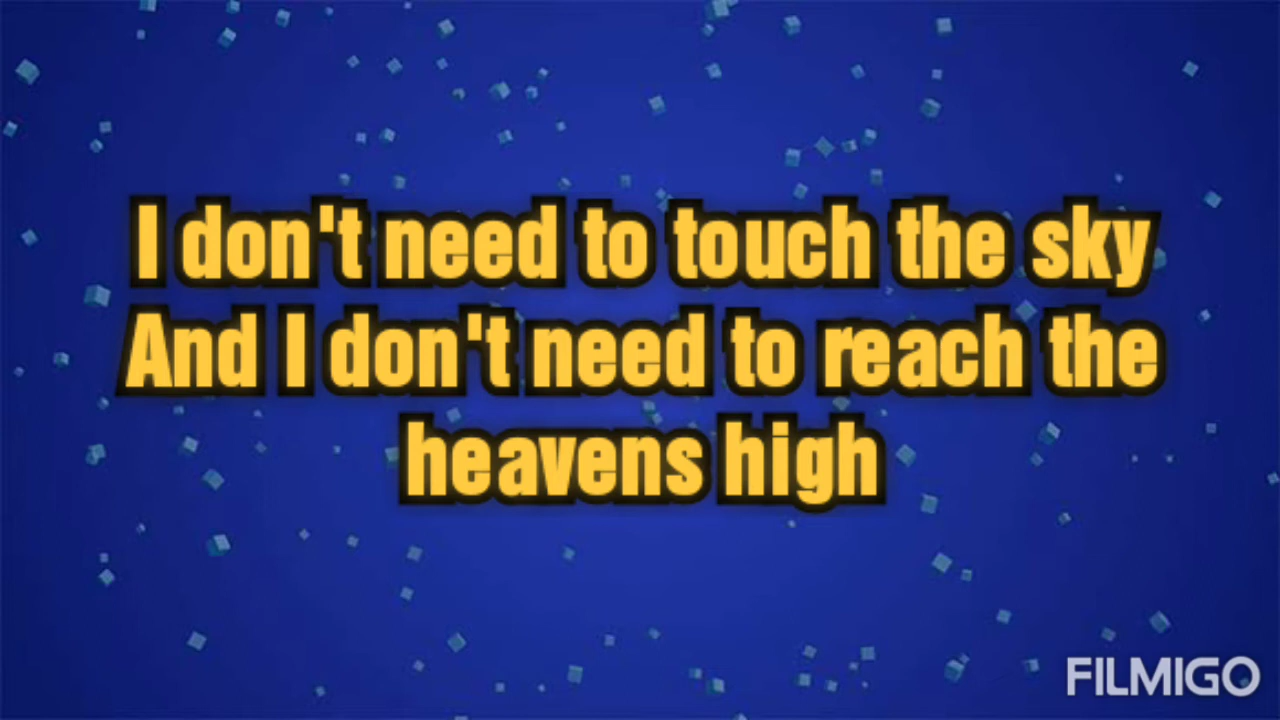 I don't need to touch the sky
And I don't need to reach the
heavens high
FILMIGO